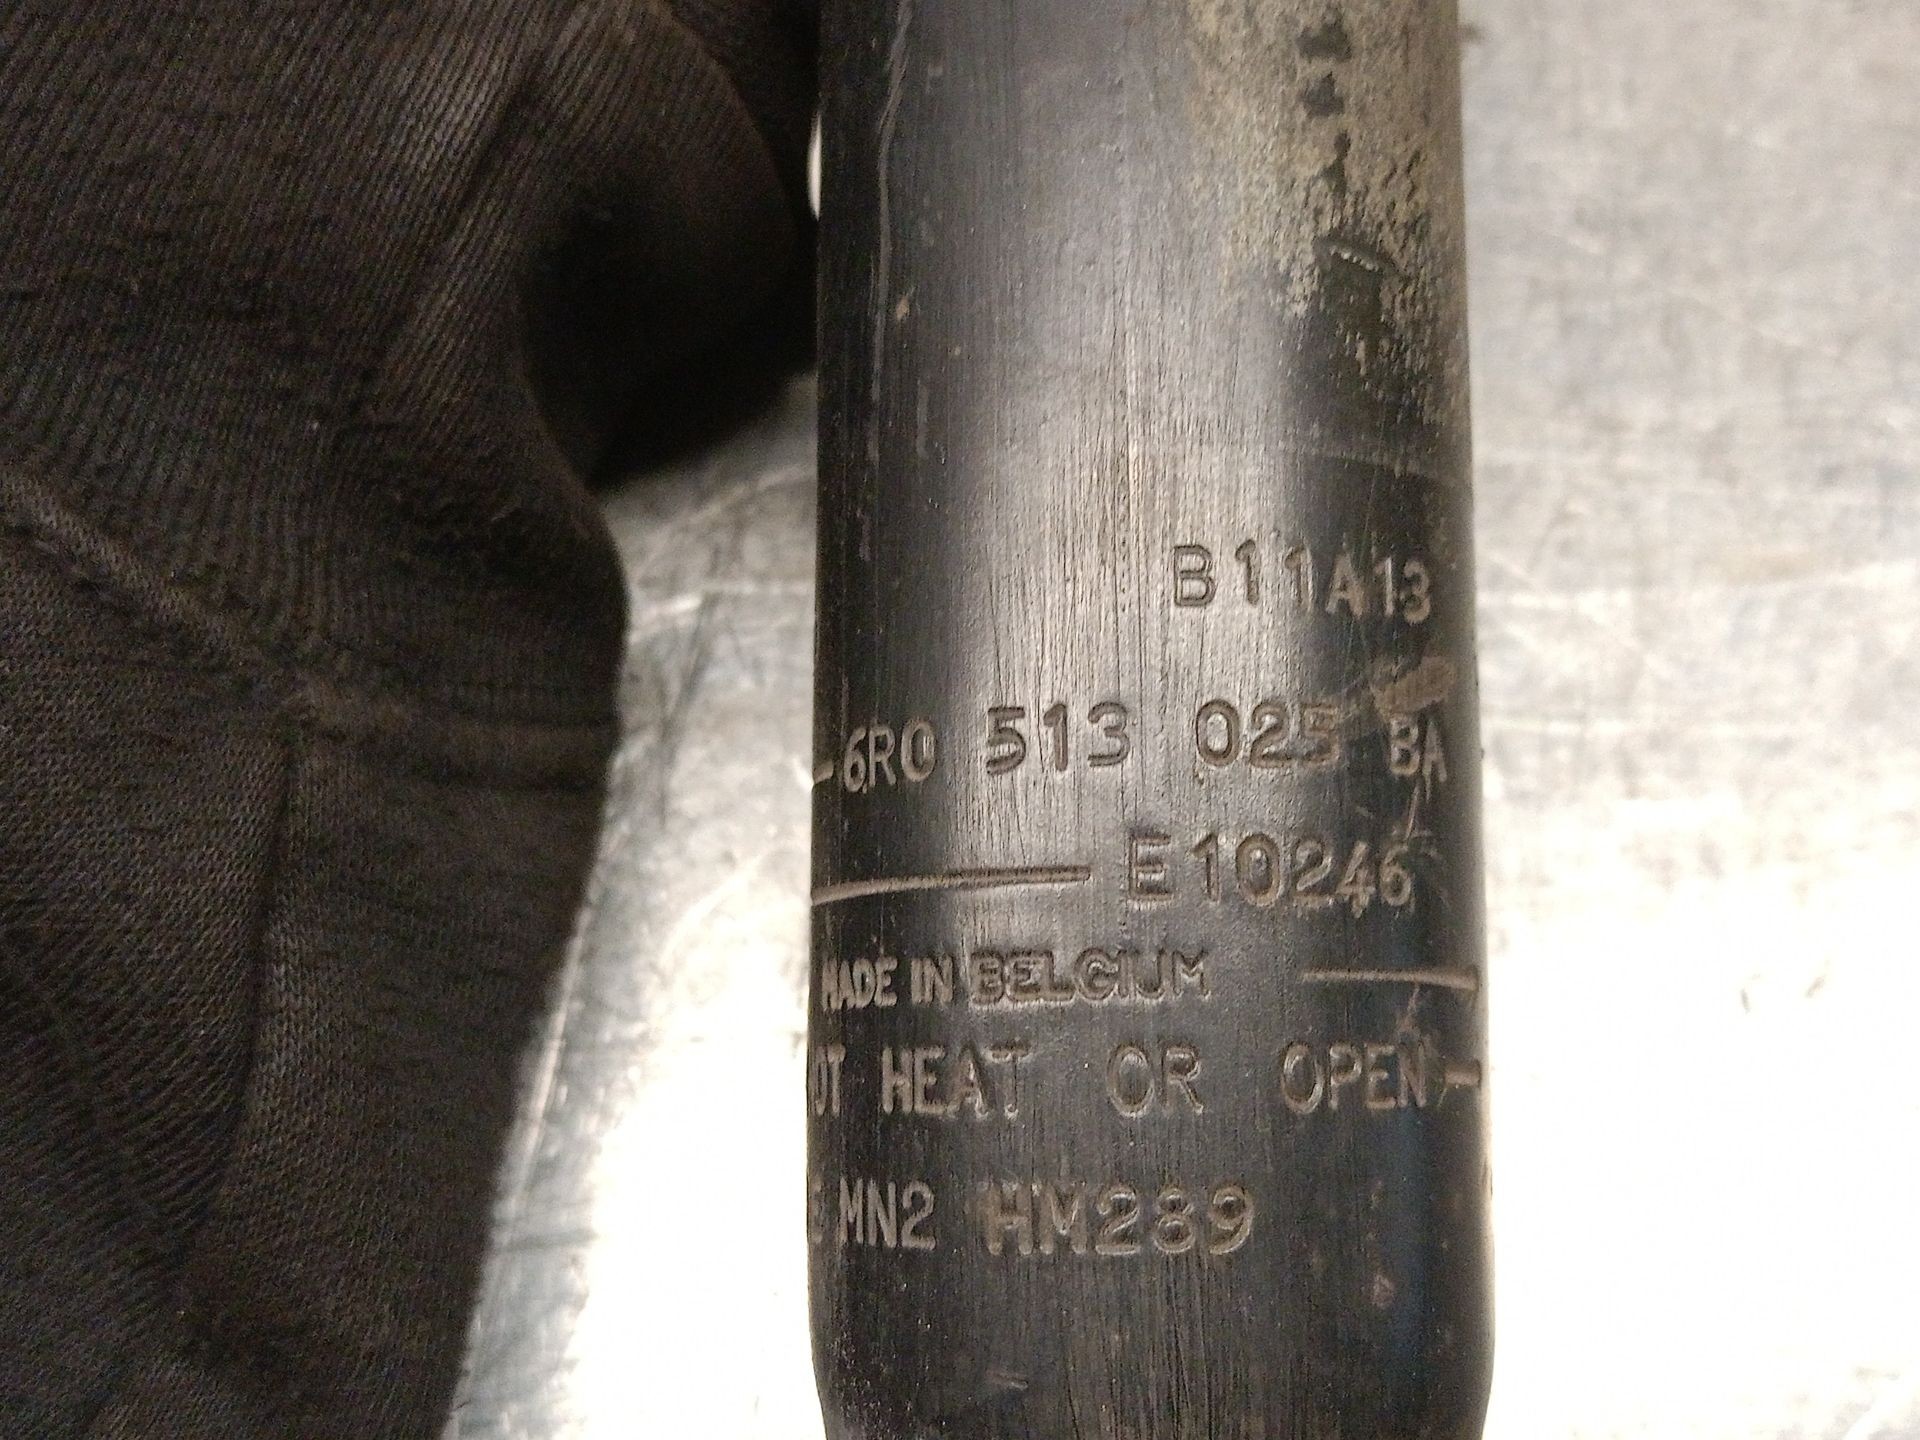 B11A13
6R0 513 025 BA
E10246
MADE IN BELGIUM
OT HEAT OR OPEN
MN2 HM289